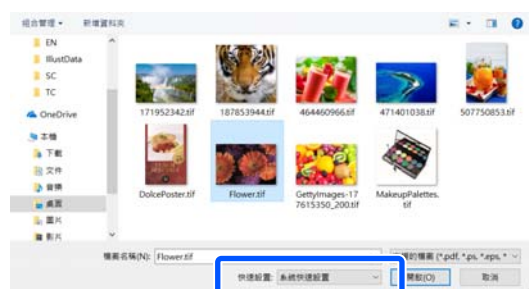 組合管理 新增資料夾
EN
IllustData
SC
TC
OneDrive
本機
下載
文件
音樂
桌面
圖片
影片
171952342.tif
187853944.tif
464460966.tif
471401038.tif
507750853.tif
DolcePoster.tif
Flower.tif
GettyImages-17
7615350_200.tif
MakeupPalettes.
tif
檔案名稱(N): Flower.tif
的檔案 (*.pdf, *.ps, *.eps, *
快速設置: 系統快速設置
開啟(O)
取消